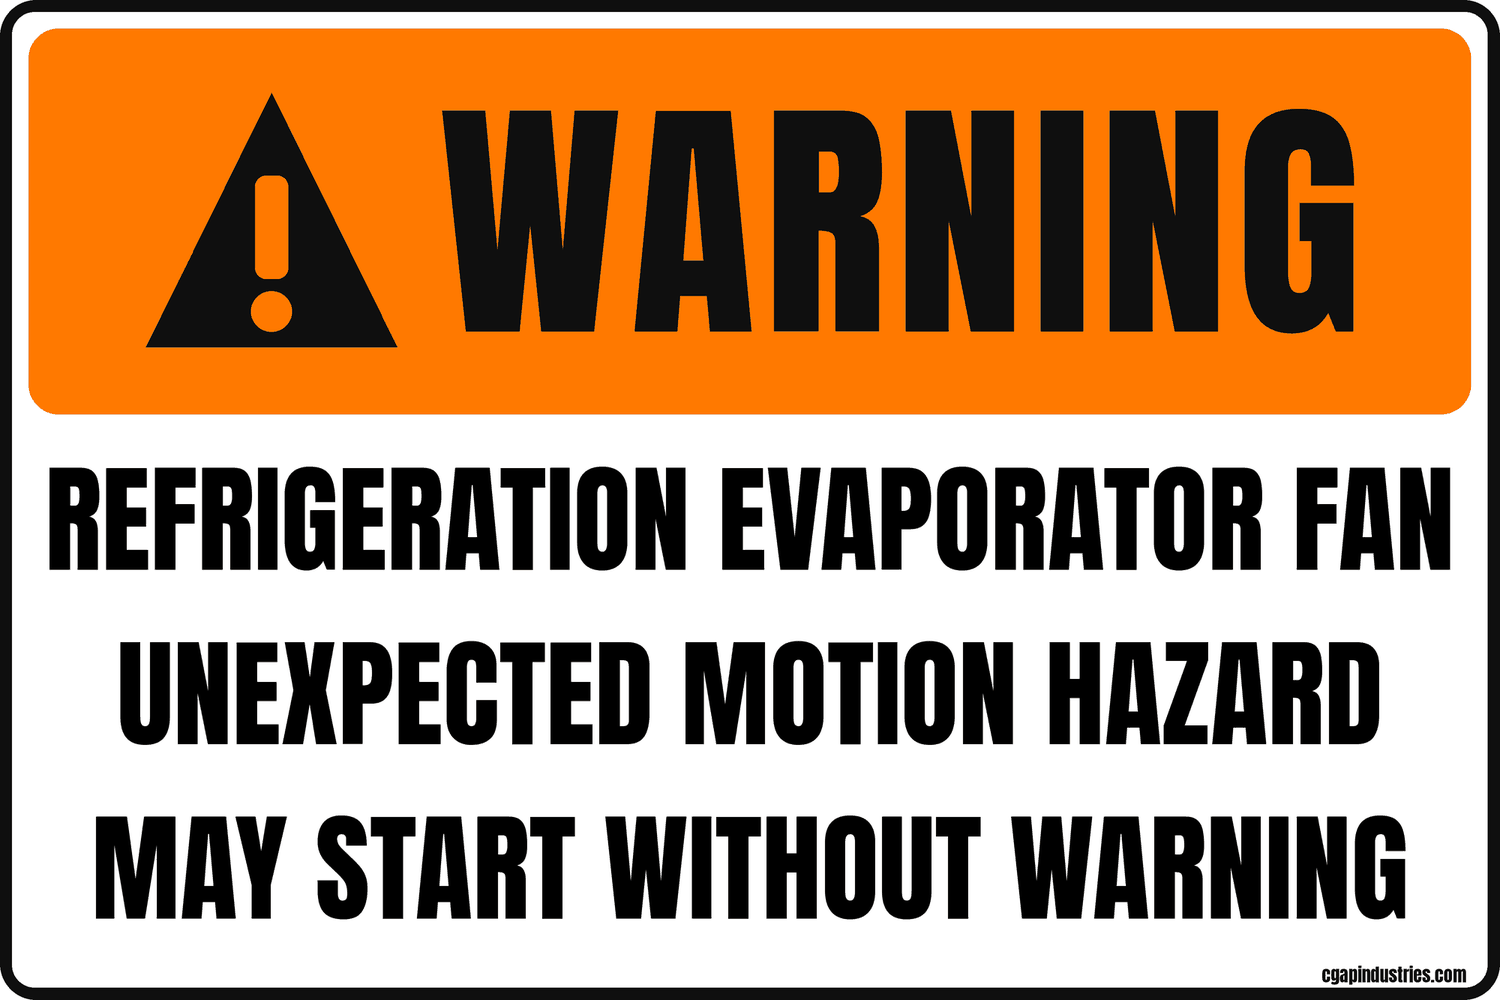 WARNING
REFRIGERATION EVAPORATOR FAN
UNEXPECTED MOTION HAZARD
MAY START WITHOUT WARNING
cgapindustries.com